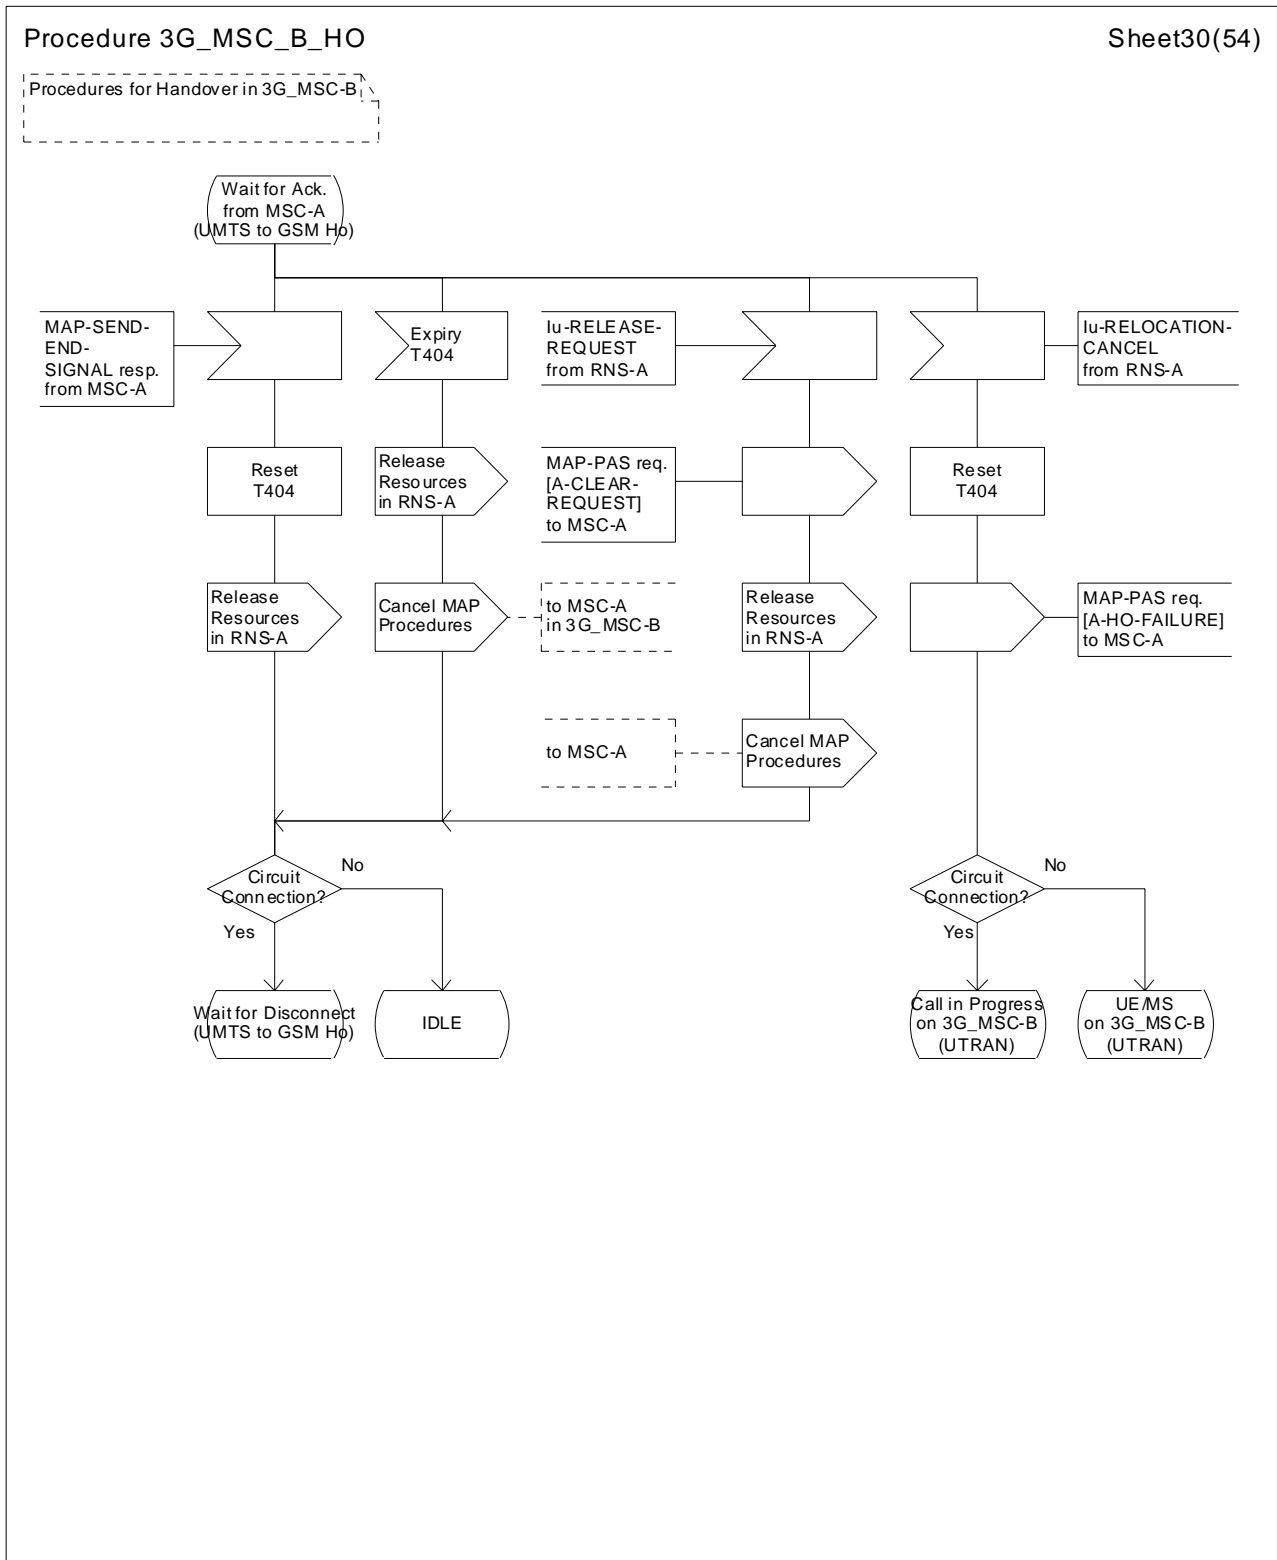 Procedure 3G_MSC_B_HO
Sheet30(54)
Procedures for Handover in 3G_MSC-B
Wait for Ack.
from MSC-A
(UMTS to GSM Ho)
MAP-SEND-
END-
SIGNAL resp.
from MSC-A
Expiry
T404
Iu-RELEASE-
REQUEST
from RNS-A
Iu-RELOCATION-
CANCEL
from RNS-A
Reset
T404
Release
Resources
in RNS-A
MAP-PAS req.
[A-CLEAR-
REQUEST]
to MSC-A
Reset
T404
Release
Resources
in RNS-A
Cancel MAP
Procedures
to MSC-A
in 3G_MSC-B
Release
Resources
in RNS-A
MAP-PAS req.
[A-HO-FAILURE]
to MSC-A
to MSC-A
Cancel MAP
Procedures
Circuit
Connection?
No
Yes
Circuit
Connection?
No
Yes
Wait for Disconnect
(UMTS to GSM Ho)
IDLE
Call in Progress
on 3G_MSC-B
(UTRAN)
UE/MS
on 3G_MSC-B
(UTRAN)